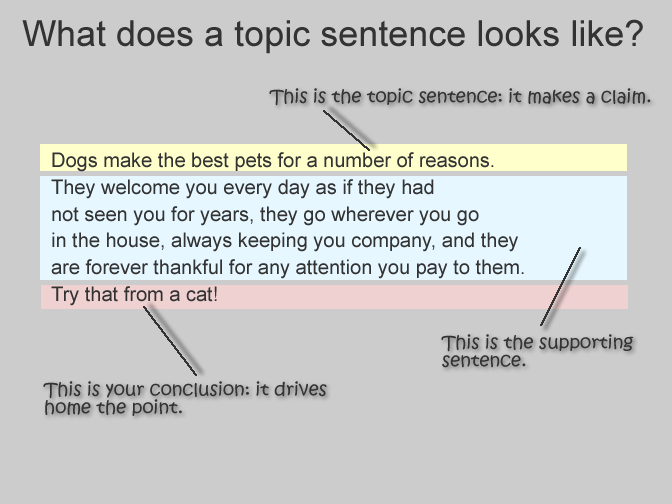 What does a topic sentence looks like?
This is the topic sentence: it makes a claim.
Dogs make the best pets for a number of reasons.
They welcome you every day as if they had
not seen you for years, they go wherever you go
in the house, always keeping you company, and they
are forever thankful for any attention you pay to them.
Try that from a cat!
This is the supporting
sentence.
This is your conclusion: it drives
home the point.